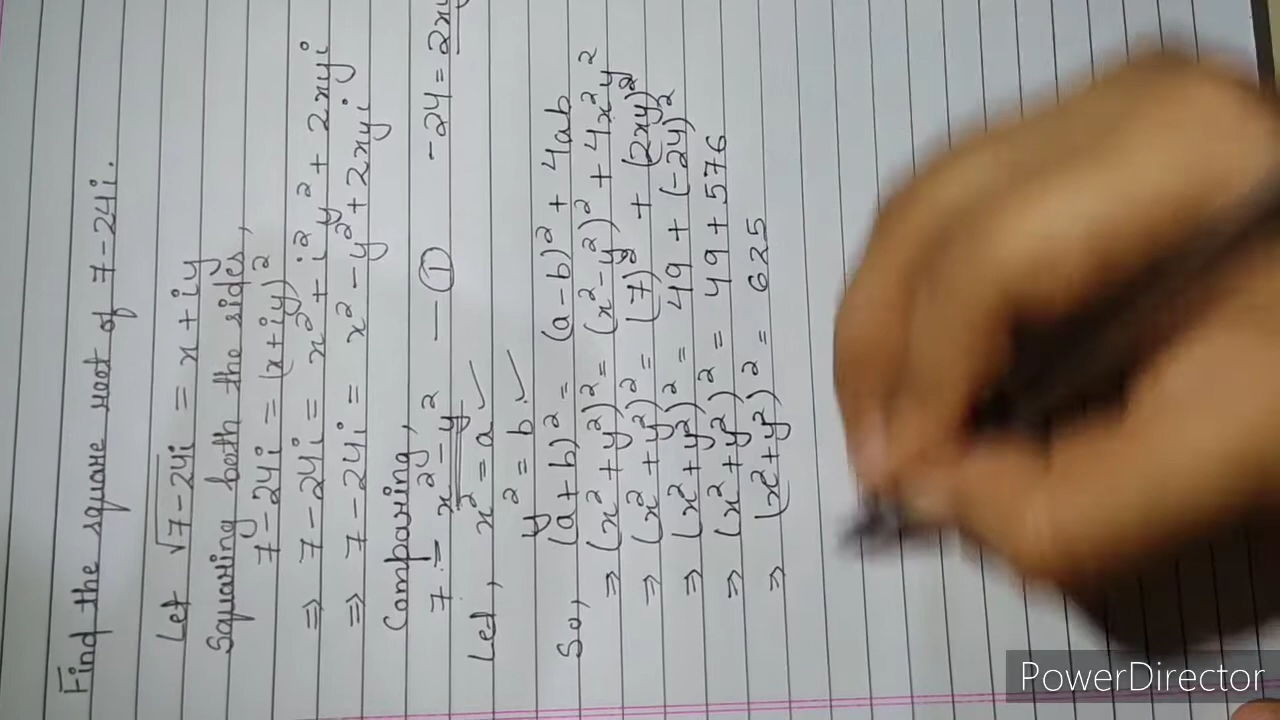 Find the square root of 7-24i.
Let √7-24i = x+iy
Squaring both the sides,
7-24i = (x+iy)²
⇒ 7-24i = x²+i²y²+2xyi
⇒ 7-24i = x²-y²+2xyi
Comparing,
7 = x²-y² — ① -24 = 2xy
Let, x² = a ✓
y² = b ✓
So, (a+b)² = (a-b)²+4ab
⇒ (x²+y²)² = (x²-y²)²+4x²y²
⇒ (x²+y²)² = (7)² + (2xy)²
⇒ (x²+y²)² = 49 + (-24)²
⇒ (x²+y²)² = 49+576
⇒ (x²+y²)² = 625
PowerDirector